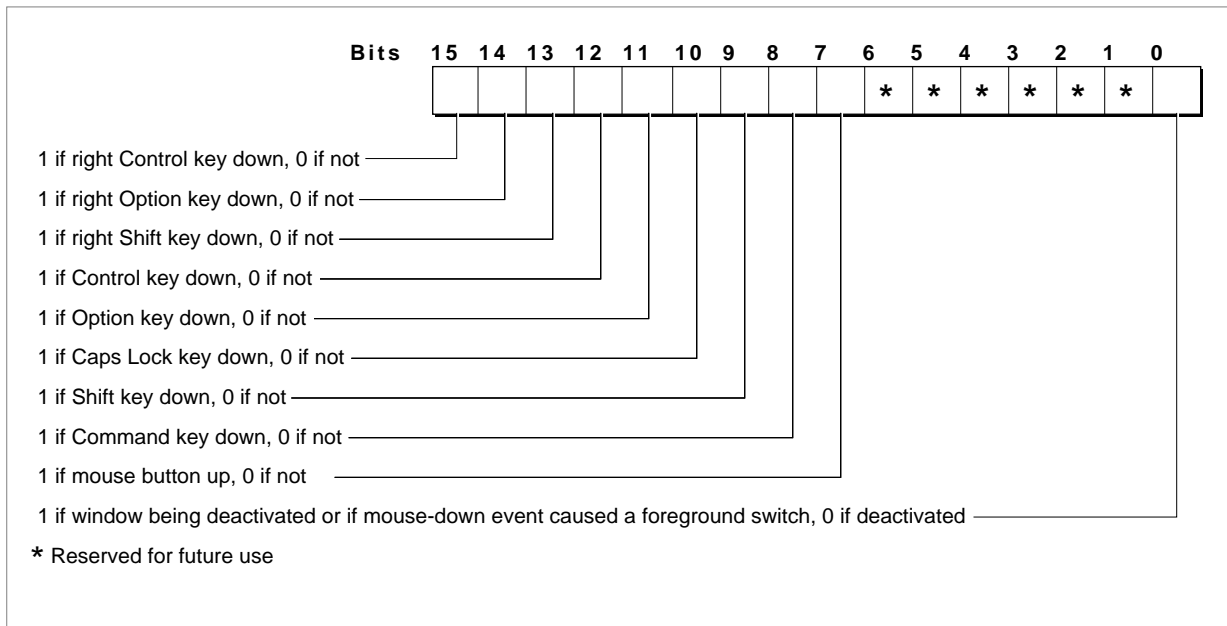 Bits 15 14 13 12 11 10 9 8 7 6 5 4 3 2 1 0
* * * * * *
1 if right Control key down, 0 if not
1 if right Option key down, 0 if not
1 if right Shift key down, 0 if not
1 if Control key down, 0 if not
1 if Option key down, 0 if not
1 if Caps Lock key down, 0 if not
1 if Shift key down, 0 if not
1 if Command key down, 0 if not
1 if mouse button up, 0 if not
1 if window being deactivated or if mouse-down event caused a foreground switch, 0 if deactivated
* Reserved for future use